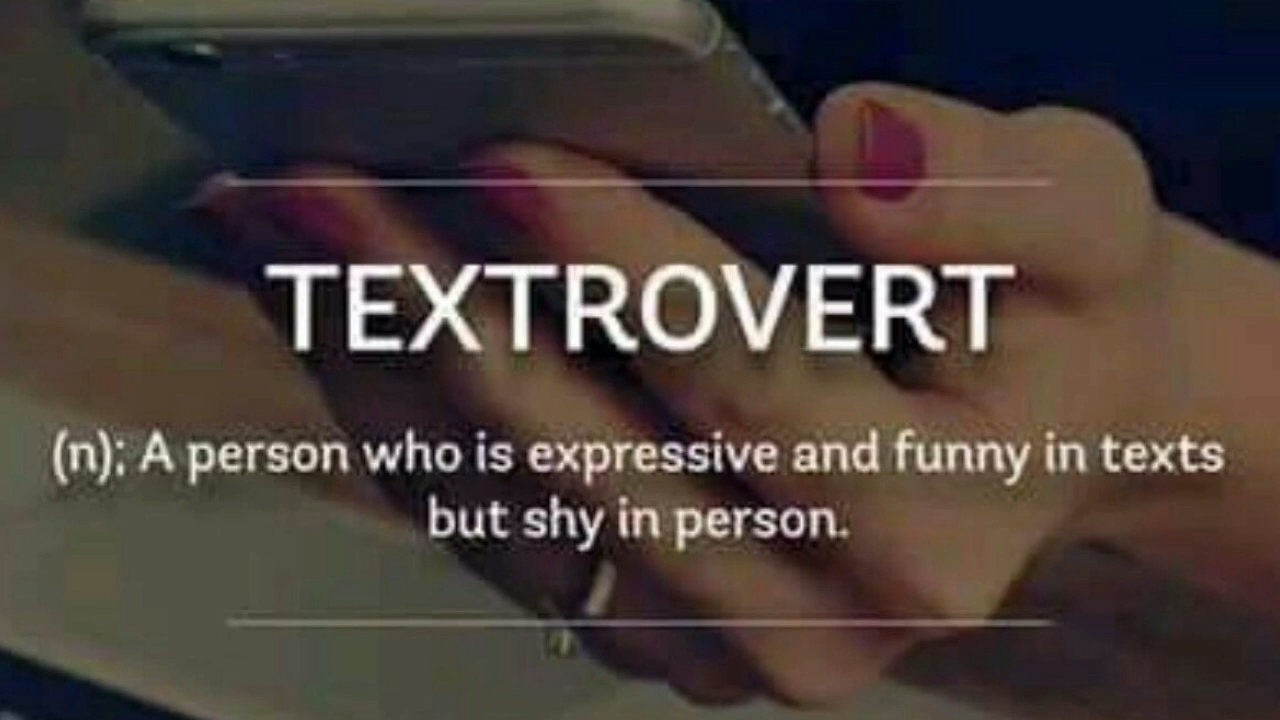 TEXTROVERT
(n); A person who is expressive and funny in texts
but shy in person.